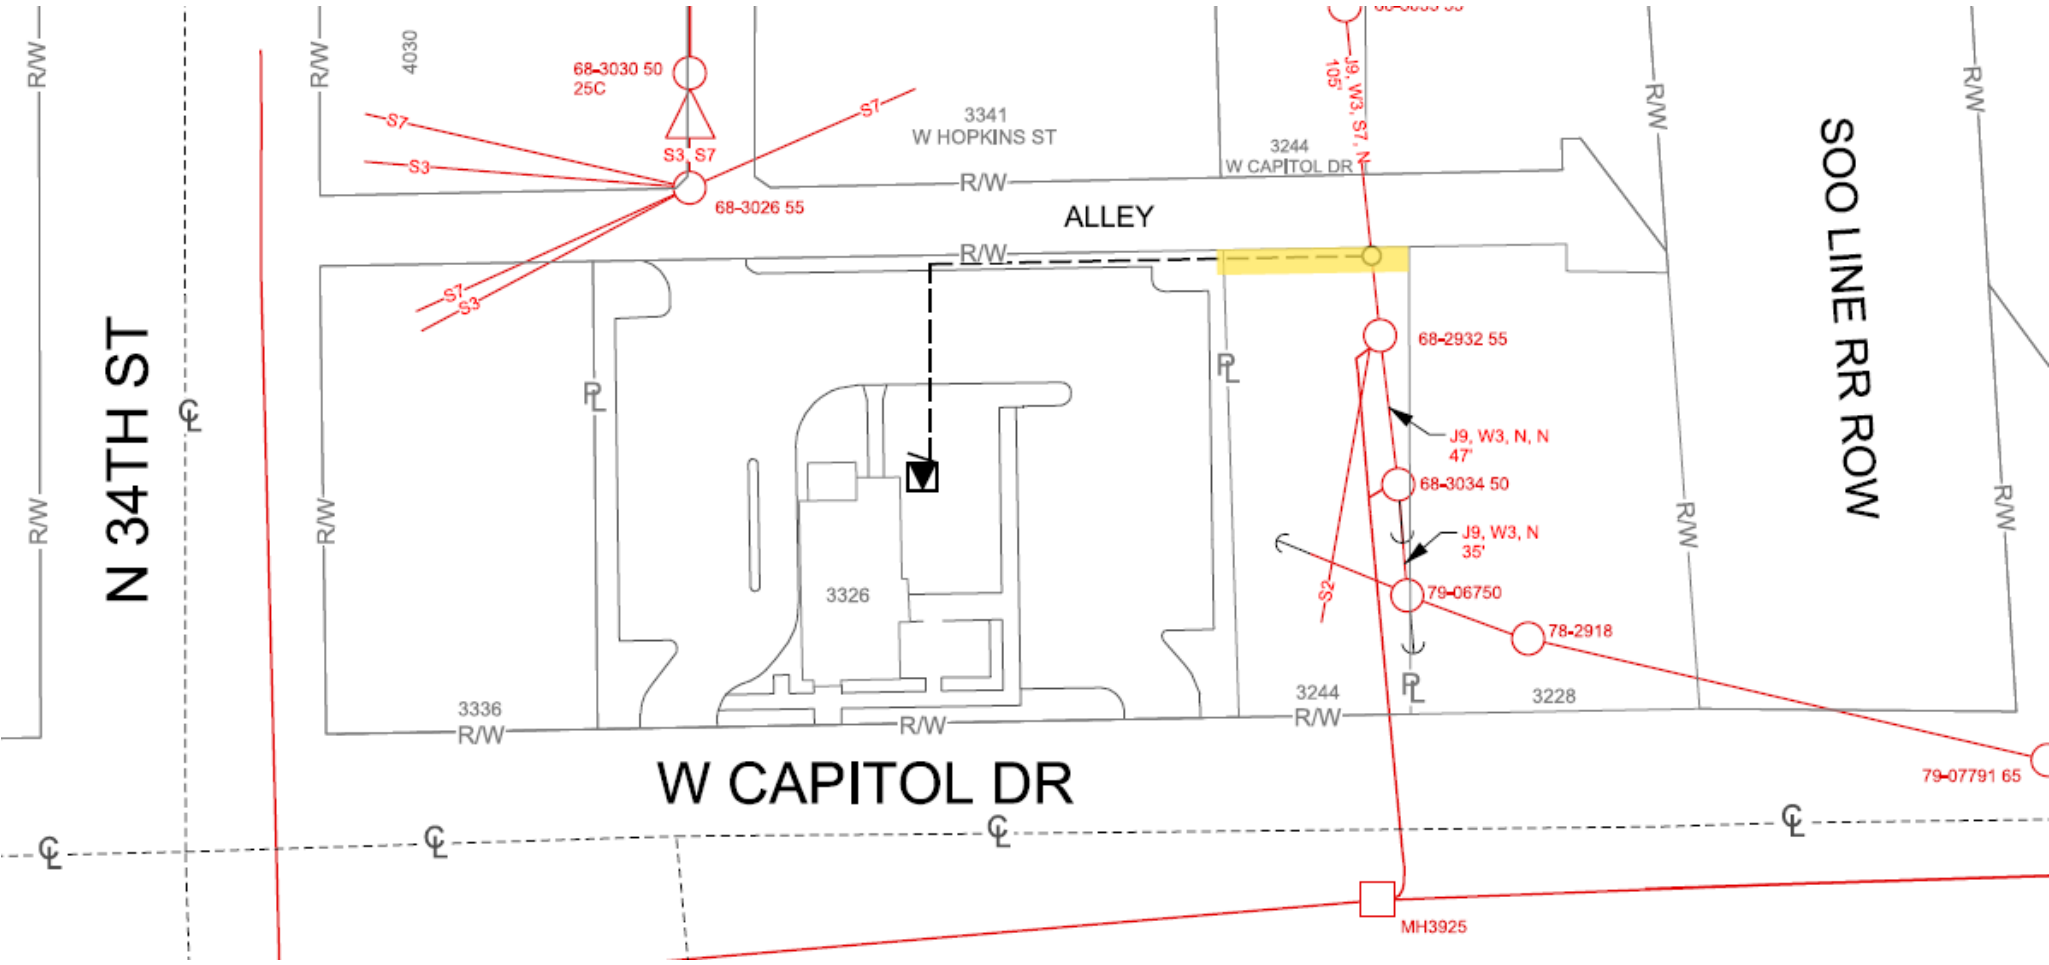 R/W
R/W
4030
68-3030 50
25C
S7
S3
S7
S3, S7
68-3026 55
S7
S3
3341
W HOPKINS ST
R/W
ALLEY
R/W
3244
W CAPITOL DR
J9, W3, S7, N
105'
R/W
R/W
SOO LINE RR ROW
N 34TH ST
CL
PL
PL
68-2932 55
J9, W3, N, N
47'
68-3034 50
J9, W3, N
35'
S2
79-06750
78-2918
R/W
R/W
R/W
R/W
3326
3336
R/W
R/W
3244
R/W
PL
3228
W CAPITOL DR
79-07791 65
CL
CL
CL
CL
MH3925